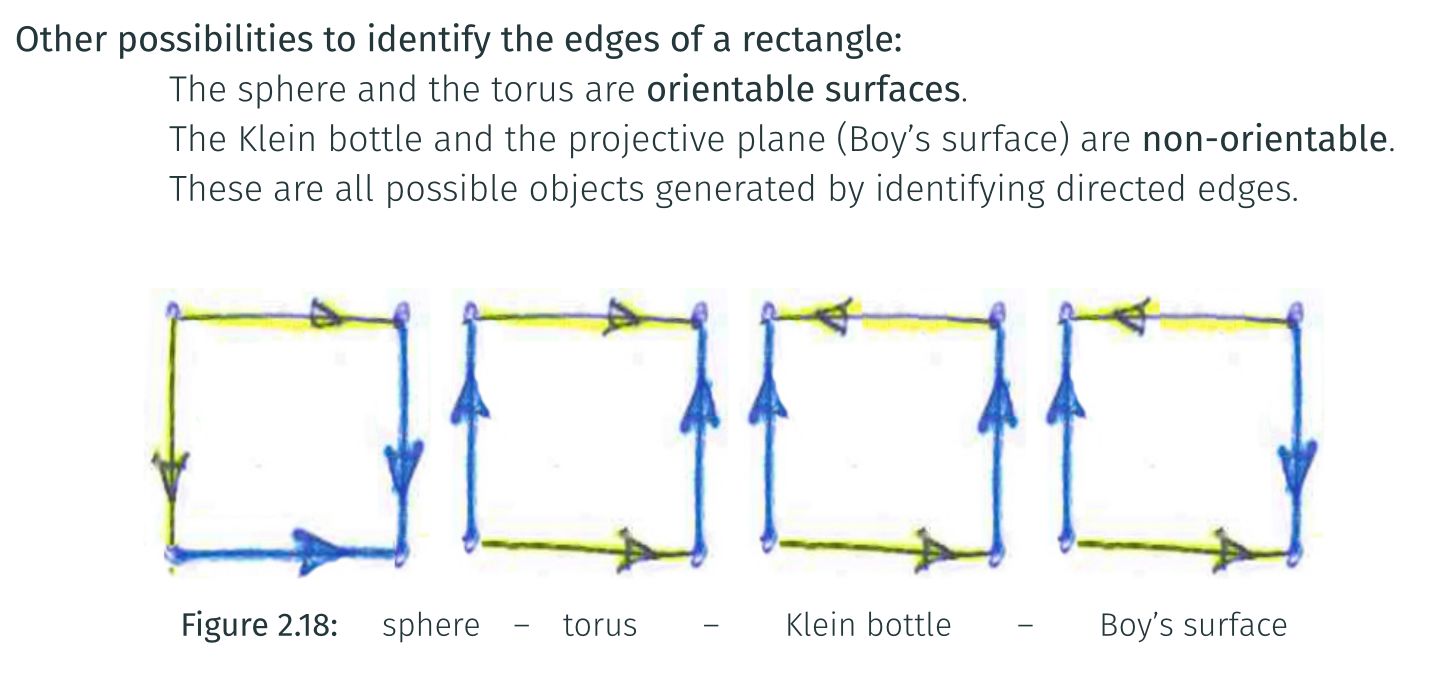 Other possibilities to identify the edges of a rectangle:
The sphere and the torus are orientable surfaces.
The Klein bottle and the projective plane (Boy’s surface) are non-orientable.
These are all possible objects generated by identifying directed edges.
Figure 2.18: sphere – torus – Klein bottle – Boy’s surface